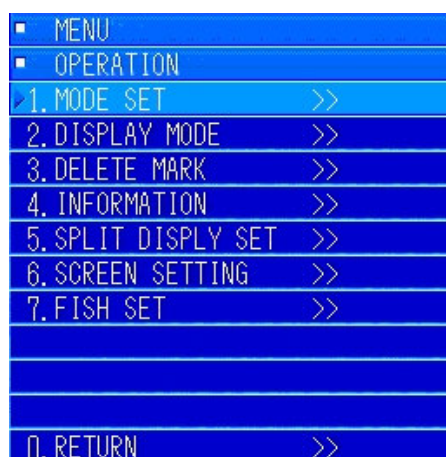 MENU
OPERATION
1. MODE SET >>
2. DISPLAY MODE >>
3. DELETE MARK >>
4. INFORMATION >>
5. SPLIT DISPLY SET >>
6. SCREEN SETTING >>
7. FISH SET >>
0. RETURN >>